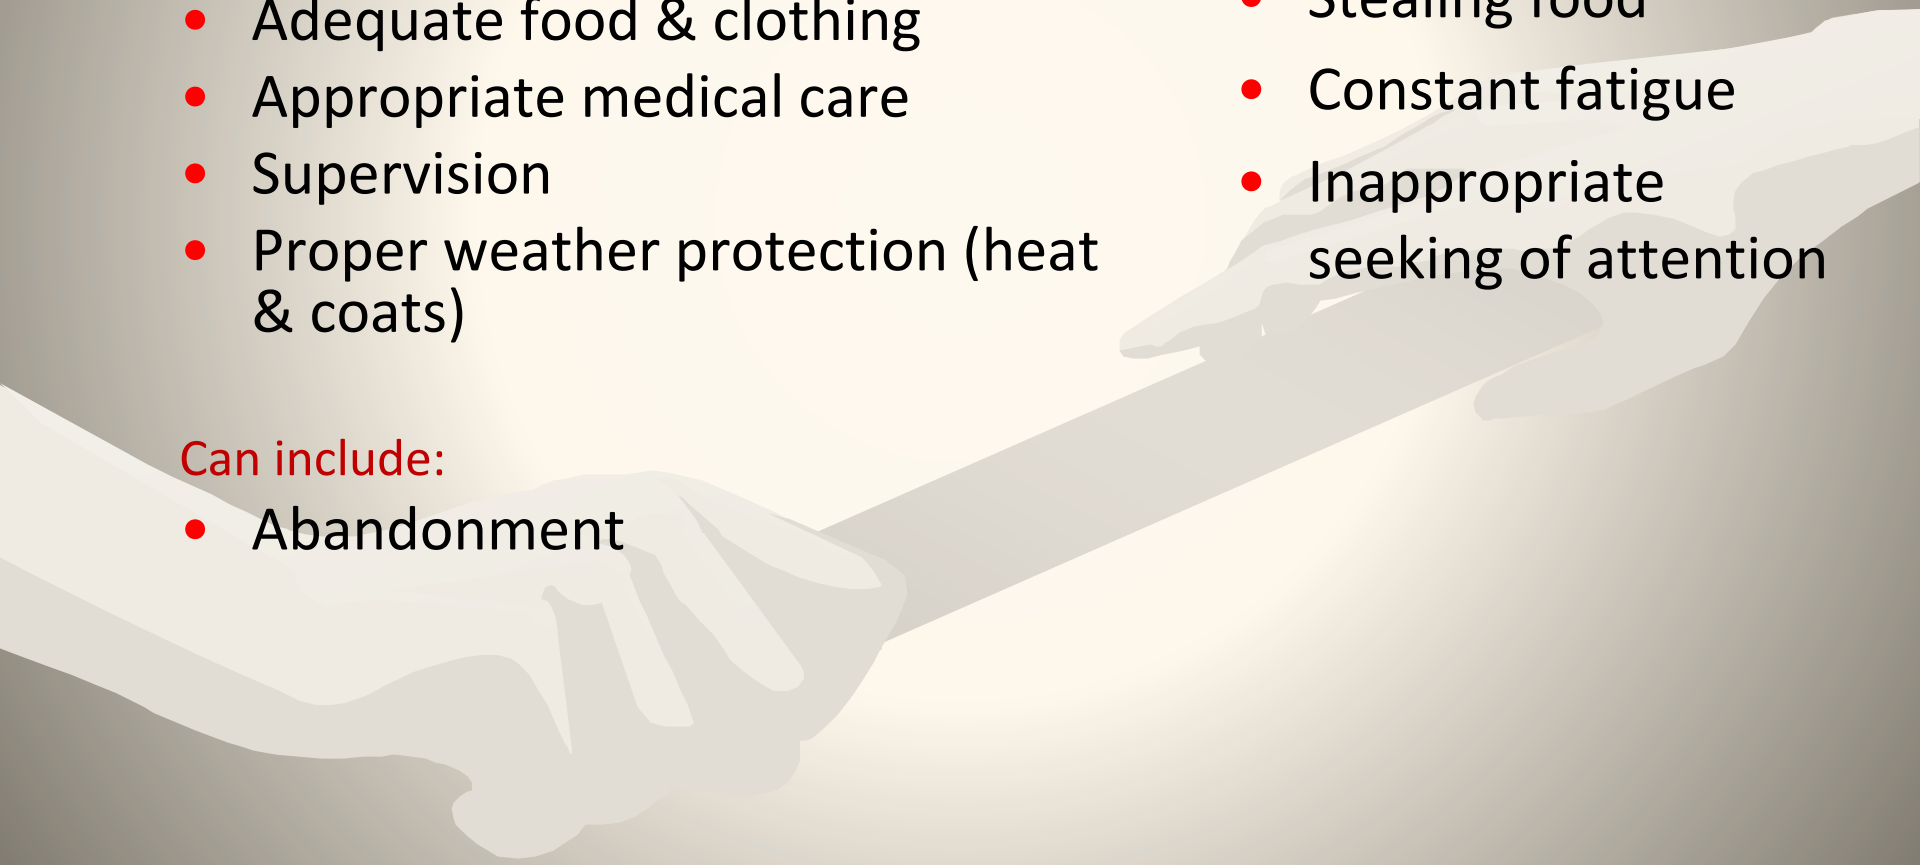 • Adequate food & clothing
• Appropriate medical care
• Supervision
• Proper weather protection (heat
& coats)
Can include:
• Abandonment
• Stealing food
• Constant fatigue
• Inappropriate
seeking of attention